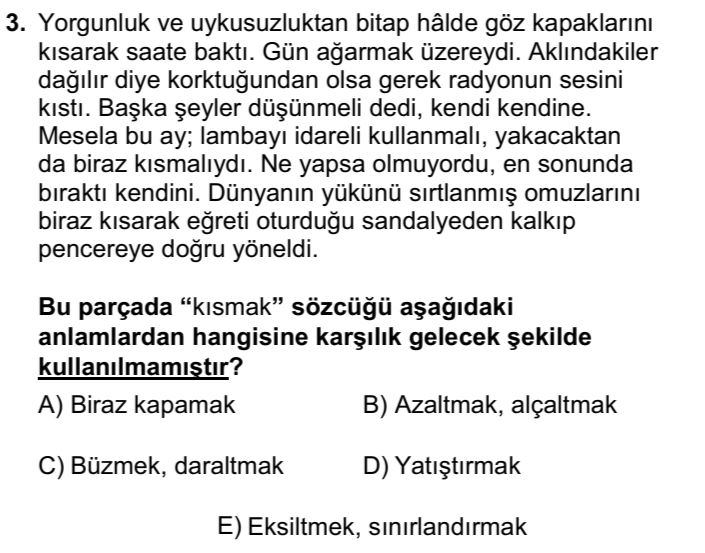 3. Yorgunluk ve uykusuzluktan bitap hâlde göz kapaklarını
kısarak saate baktı. Gün ağarmak üzereydi. Aklındakiler
dağılır diye korktuğundan olsa gerek radyonun sesini
kıstı. Başka şeyler düşünmeli dedi, kendi kendine.
Mesela bu ay; lambayı idareli kullanmalı, yakacaktan
da biraz kısmalıydı. Ne yapsa olmuyordu, en sonunda
bıraktı kendini. Dünyanın yükünü sırtlanmış omuzlarını
biraz kısarak eğreti oturduğu sandalyeden kalkıp
pencereye doğru yöneldi.
Bu parçada “kısmak” sözcüğü aşağıdaki
anlamlardan hangisine karşılık gelecek şekilde
kullanılmamıştır?
A) Biraz kapamak B) Azaltmak, alçaltmak
C) Büzmek, daraltmak D) Yatıştırmak
E) Eksiltmek, sınırlandırmak